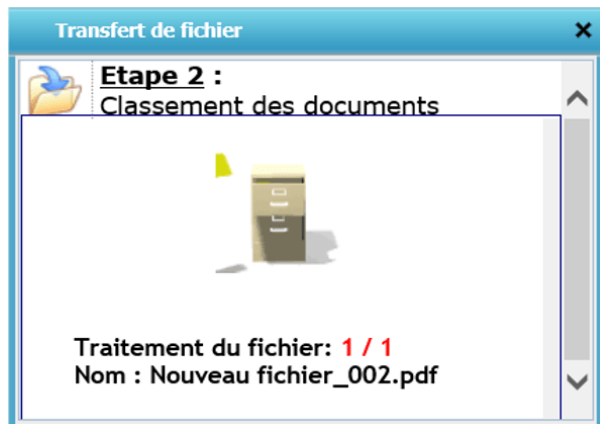 Transfert de fichier
Etape 2 :
Classement des documents
Traitement du fichier: 1 / 1
Nom : Nouveau fichier_002.pdf